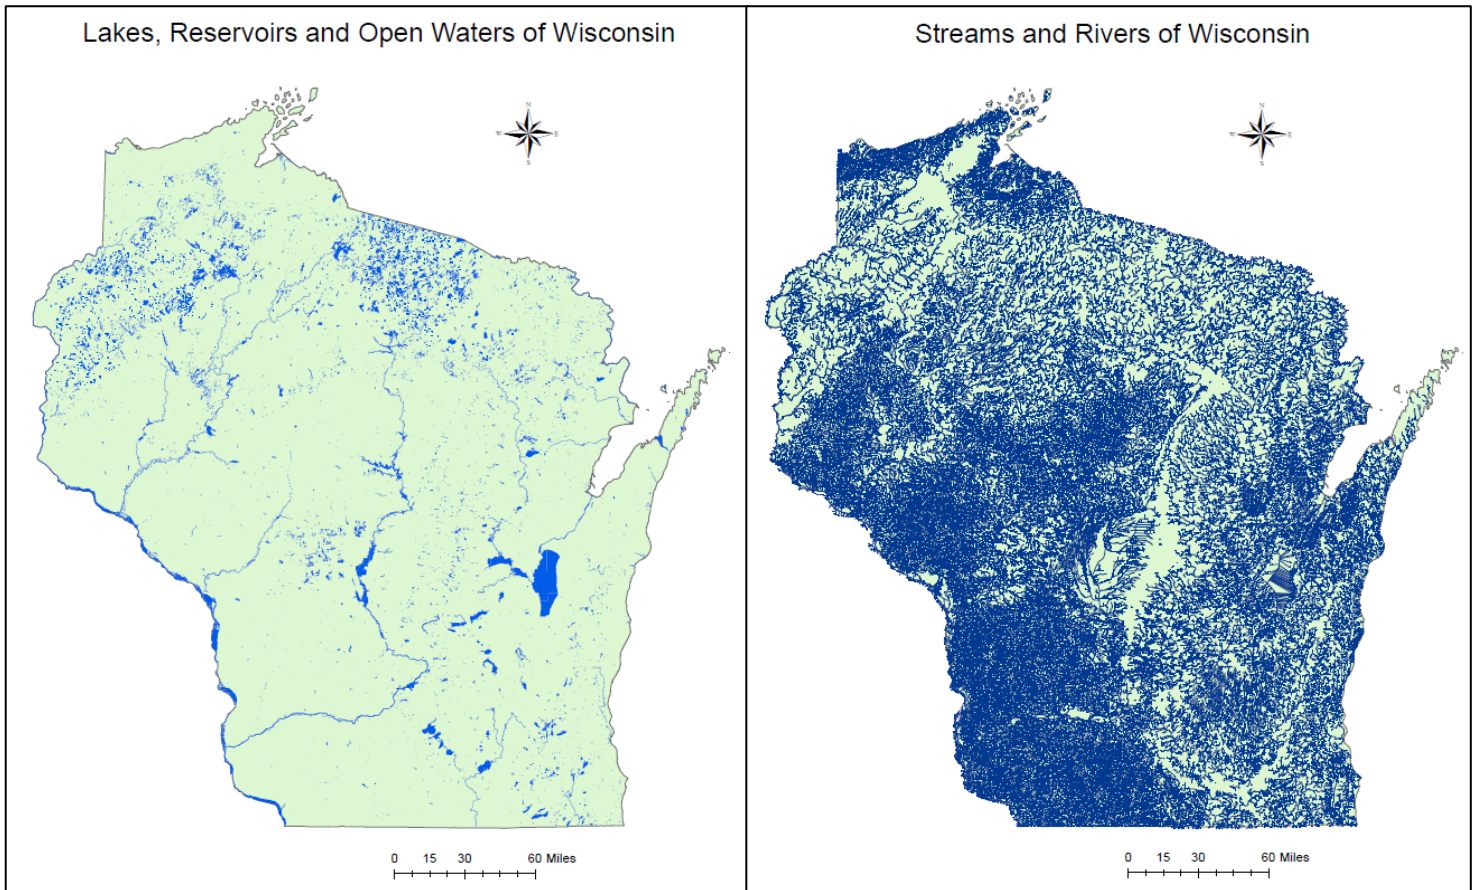 Lakes, Reservoirs and Open Waters of Wisconsin
N
W
E
S
0 15 30 60 Miles
Streams and Rivers of Wisconsin
N
W
E
S
0 15 30 60 Miles